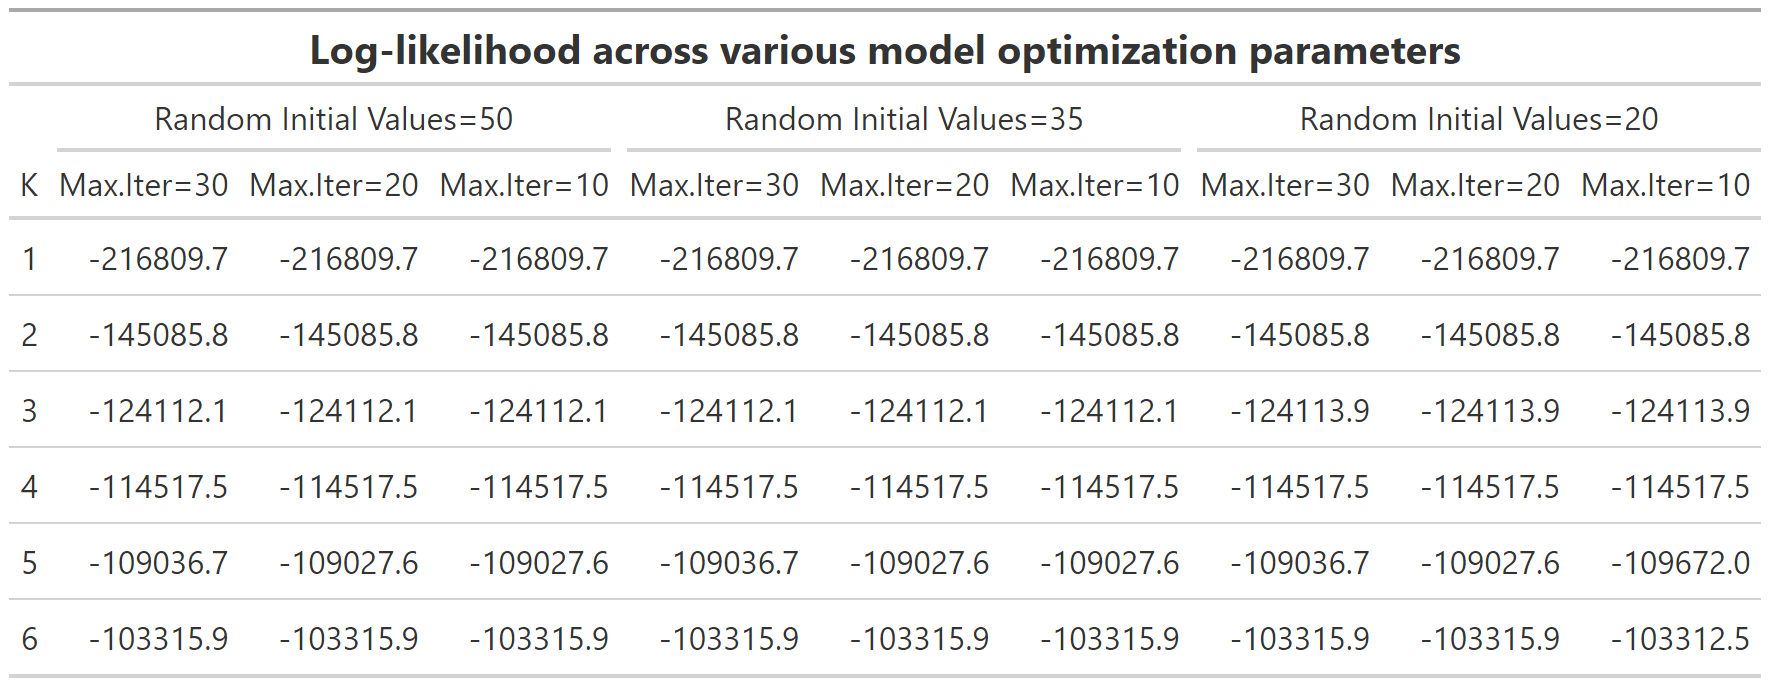 Log-likelihood across various model optimization parameters
Random Initial Values=50 Random Initial Values=35 Random Initial Values=20
K Max.Iter=30 Max.Iter=20 Max.Iter=10 Max.Iter=30 Max.Iter=20 Max.Iter=10 Max.Iter=30 Max.Iter=20 Max.Iter=10
1 -216809.7 -216809.7 -216809.7 -216809.7 -216809.7 -216809.7 -216809.7 -216809.7 -216809.7
2 -145085.8 -145085.8 -145085.8 -145085.8 -145085.8 -145085.8 -145085.8 -145085.8 -145085.8
3 -124112.1 -124112.1 -124112.1 -124112.1 -124112.1 -124112.1 -124113.9 -124113.9 -124113.9
4 -114517.5 -114517.5 -114517.5 -114517.5 -114517.5 -114517.5 -114517.5 -114517.5 -114517.5
5 -109036.7 -109027.6 -109027.6 -109036.7 -109027.6 -109027.6 -109036.7 -109027.6 -109672.0
6 -103315.9 -103315.9 -103315.9 -103315.9 -103315.9 -103315.9 -103315.9 -103315.9 -103312.5